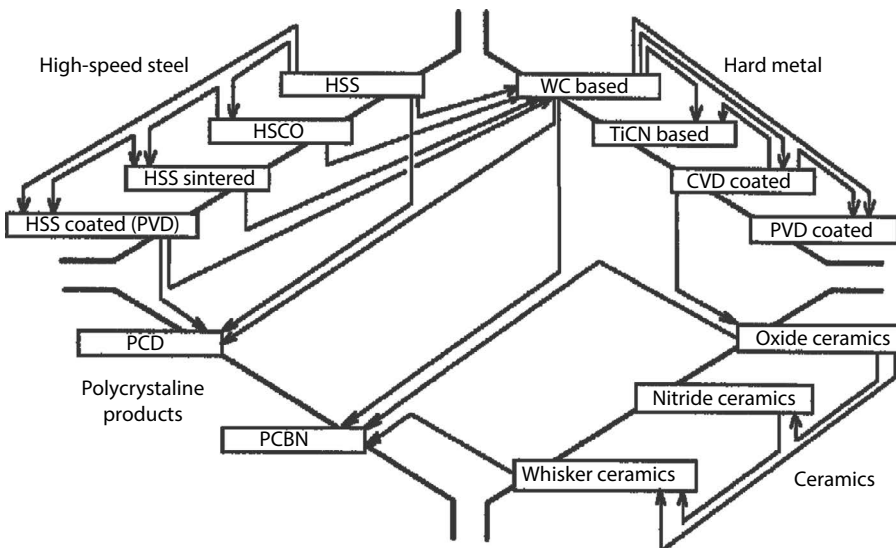 High-speed steel
Hard metal
HSS
WC based
HSCO
TiCN based
HSS sintered
CVD coated
HSS coated (PVD)
PVD coated
PCD
Oxide ceramics
Polycrystaline
products
Nitride ceramics
PCBN
Whisker ceramics
Ceramics